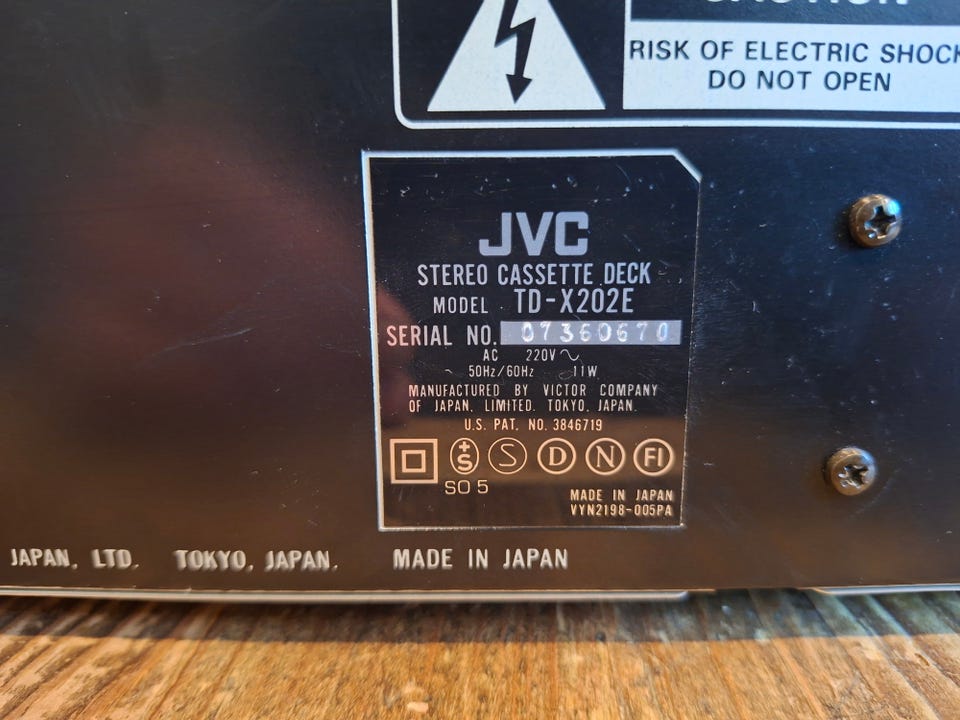 CAUTION
RISK OF ELECTRIC SHOCK
DO NOT OPEN
JVC
STEREO CASSETTE DECK
MODEL TD-X202E
SERIAL NO. 07360670
AC 220V ~
~ 50Hz/60Hz 11W
MANUFACTURED BY VICTOR COMPANY
OF JAPAN, LIMITED. TOKYO, JAPAN.
U.S. PAT. NO. 3846719
+S S D N FI
SO 5
MADE IN JAPAN
VYN2198-005PA
JAPAN, LTD. TOKYO, JAPAN. MADE IN JAPAN